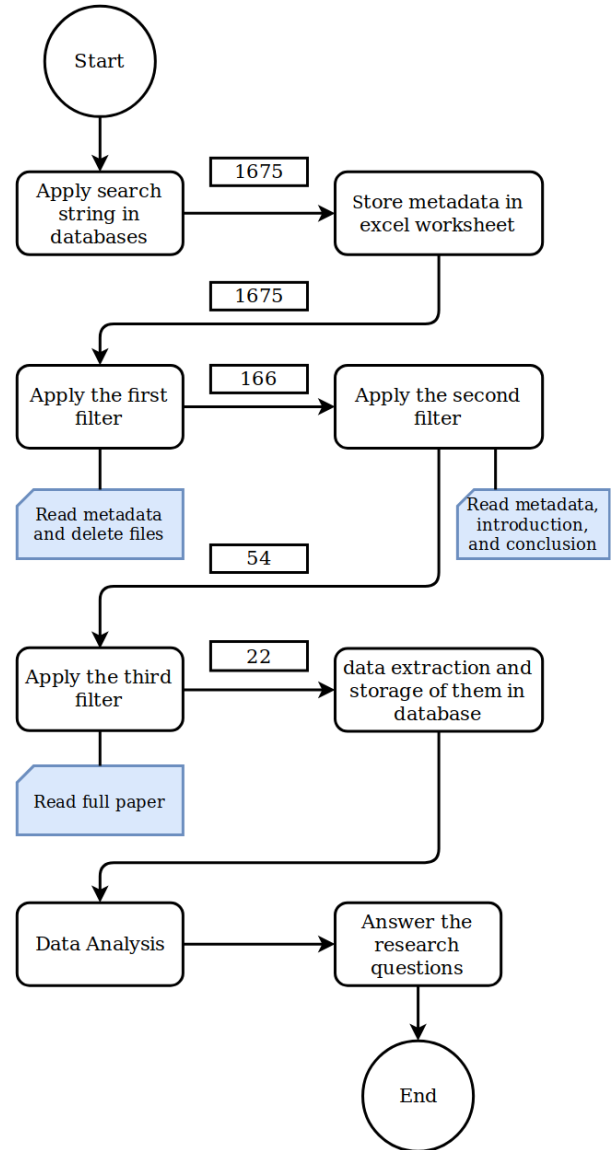 Start
1675
Apply search
string in
databases
Store metadata in
excel worksheet
1675
166
Apply the first
filter
Apply the second
filter
Read metadata
and delete files
Read metadata,
introduction,
and conclusion
54
22
Apply the third
filter
data extraction and
storage of them in
database
Read full paper
Data Analysis
Answer the
research
questions
End